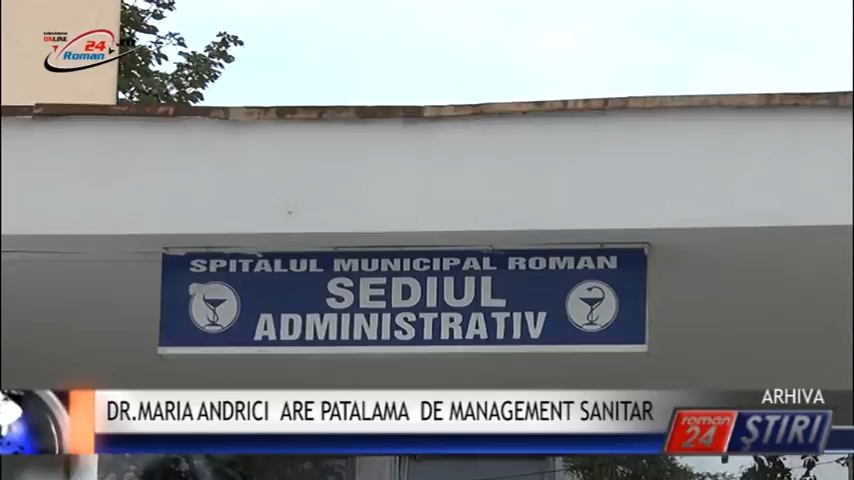 24
Roman
SPITALUL MUNICIPAL ROMAN
SEDIUL
ADMINISTRATIV
ARHIVA
DR.MARIA ANDRICI ARE PATALAMA DE MANAGEMENT SANITAR
roman
24
ŞTIRI